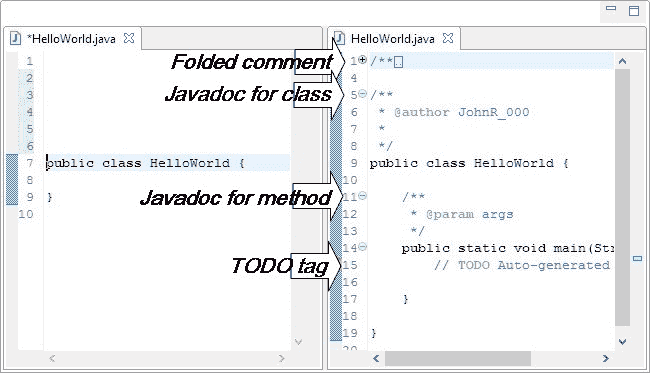 *HelloWorld.java
1
2
3
4
5
6
7 public class HelloWorld {
8
9 }
10
Folded comment
Javadoc for class
Javadoc for method
TODO tag
HelloWorld.java
1 /**
4
5 /**
6 * @author JohnR_000
7 *
8 */
9 public class HelloWorld {
10
11 /**
12 * @param args
13 */
14 public static void main(Str
15 // TODO Auto-generated
16
17 }
18
19 }
20